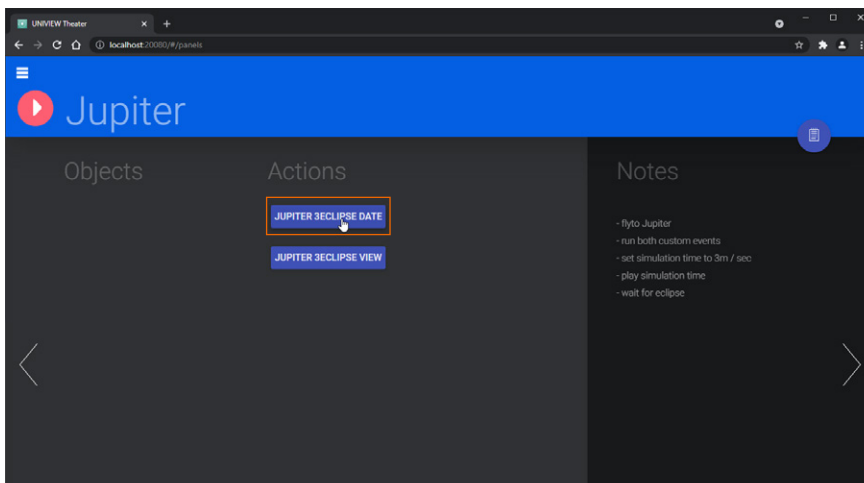 UNIVIEW Theater
localhost:20080/#/panels
Jupiter
Objects
Actions
Notes
JUPITER 3ECLIPSE DATE
JUPITER 3ECLIPSE VIEW
- flyto Jupiter
- run both custom events
- set simulation time to 3m / sec
- play simulation time
- wait for eclipse